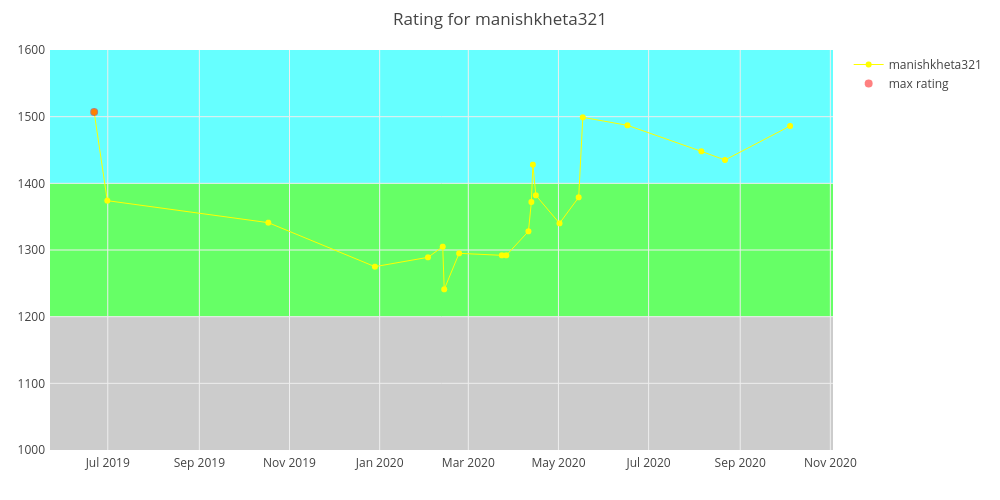 Rating for manishkheta321
1600
1500
1400
1300
1200
1100
1000
Jul 2019
Sep 2019
Nov 2019
Jan 2020
Mar 2020
May 2020
Jul 2020
Sep 2020
Nov 2020
manishkheta321
max rating